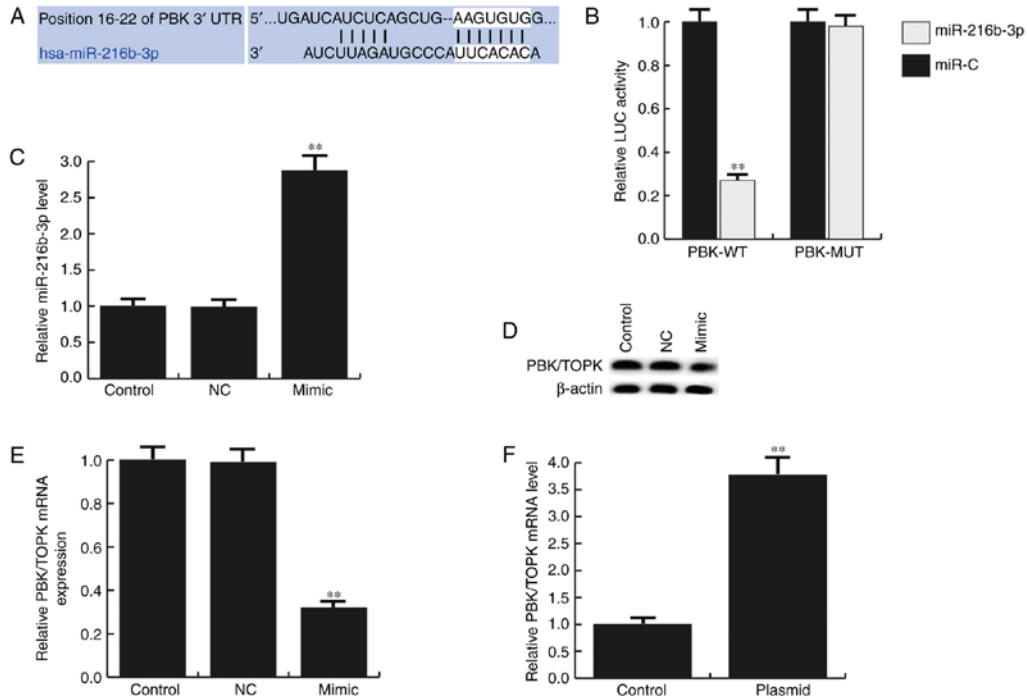 A
Position 16-22 of PBK 3′ UTR 5′...UGAUCAUCUCAGCUG--AAGUGUGG...
hsa-miR-216b-3p 3′ AUCUUAGAUGCCCAUUCACACA
B
Relative LUC activity
1.0
0.8
0.6
0.4
0.2
0.0
**
PBK-WT PBK-MUT
miR-216b-3p
miR-C
C
Relative miR-216b-3p level
3.0
2.5
2.0
1.5
1.0
0.5
0.0
**
Control NC Mimic
D
Control NC Mimic
PBK/TOPK
β-actin
E
Relative PBK/TOPK mRNA
expression
1.0
0.8
0.6
0.4
0.2
0.0
**
Control NC Mimic
F
Relative PBK/TOPK mRNA level
4.0
3.5
3.0
2.5
2.0
1.5
1.0
0.5
0.0
**
Control Plasmid